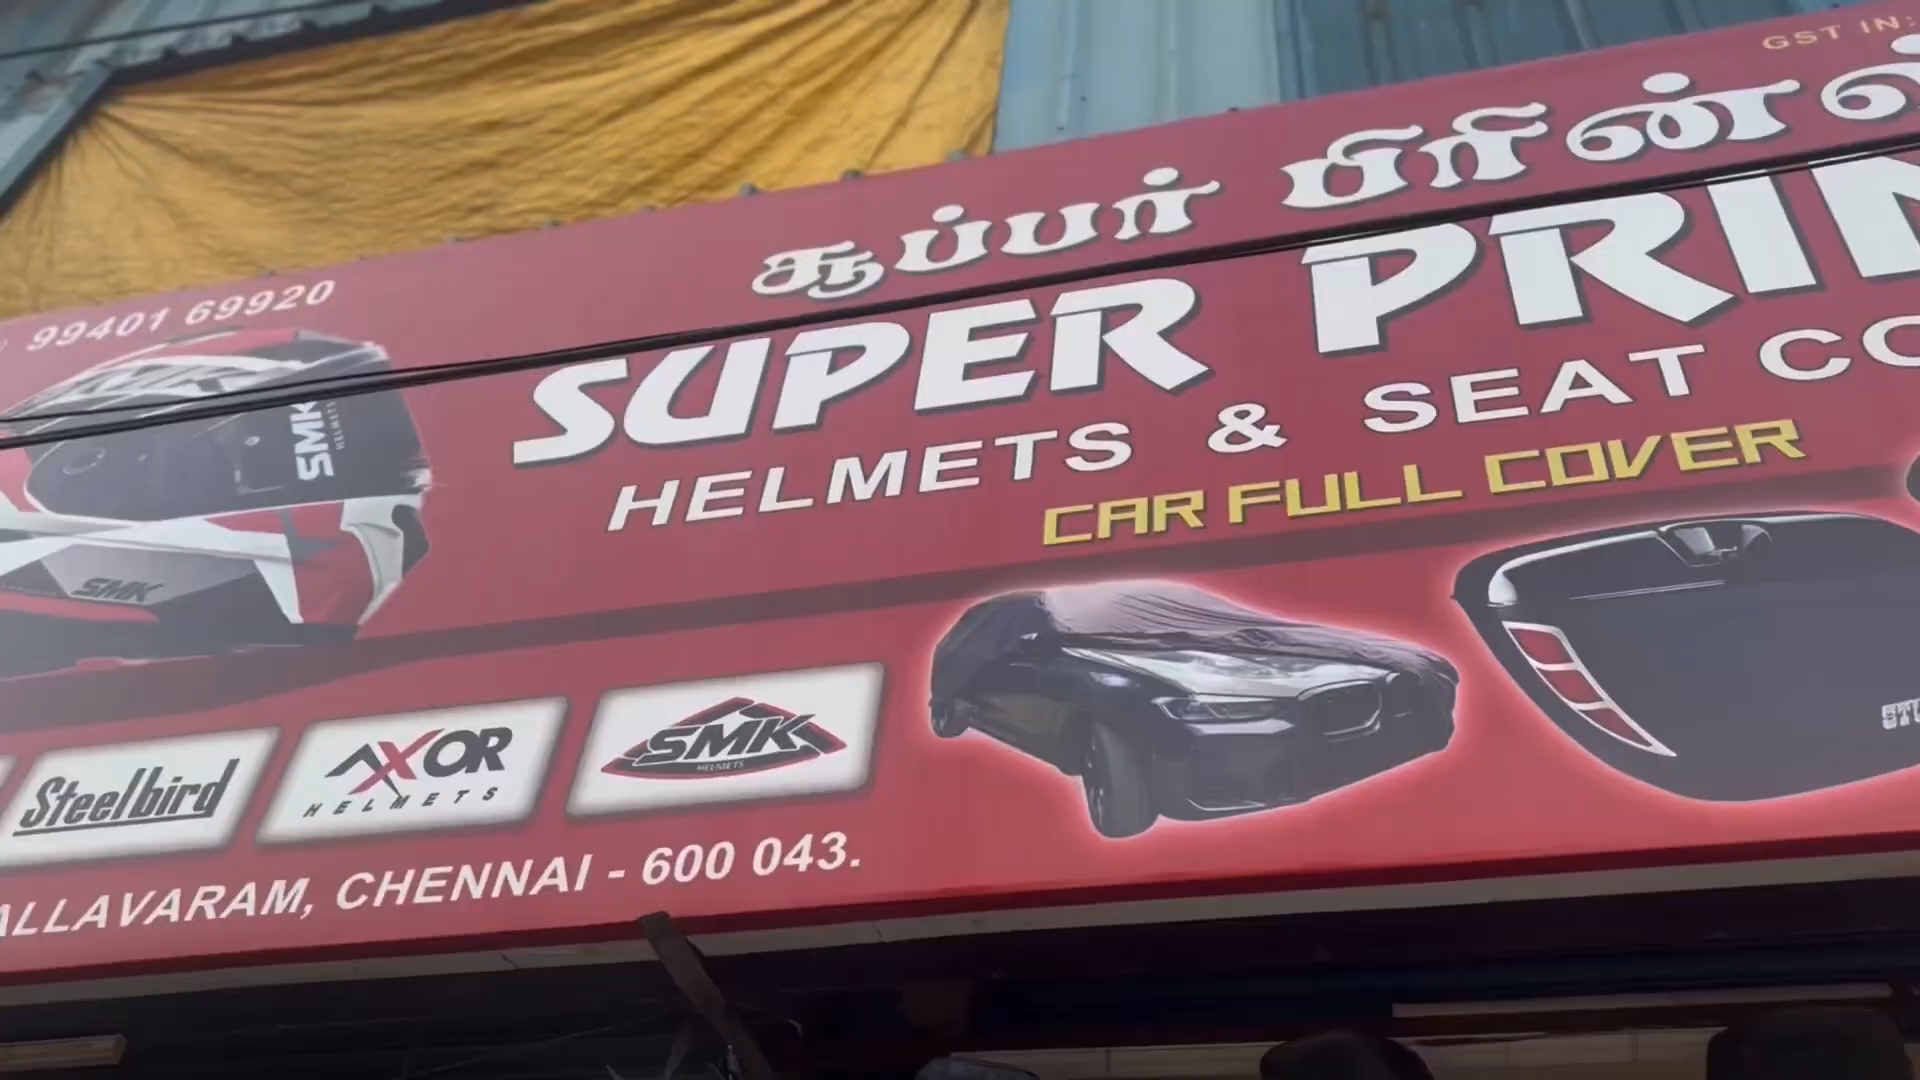 GST IN:
சூப்பர் பிரின்ஸ்
99401 69920
SUPER PRIN
HELMETS & SEAT CO
CAR FULL COVER
SMK
HELMETS
SMK
Steelbird
AXOR
HELMETS
SMK
HELMETS
ALLAVARAM, CHENNAI - 600 043.